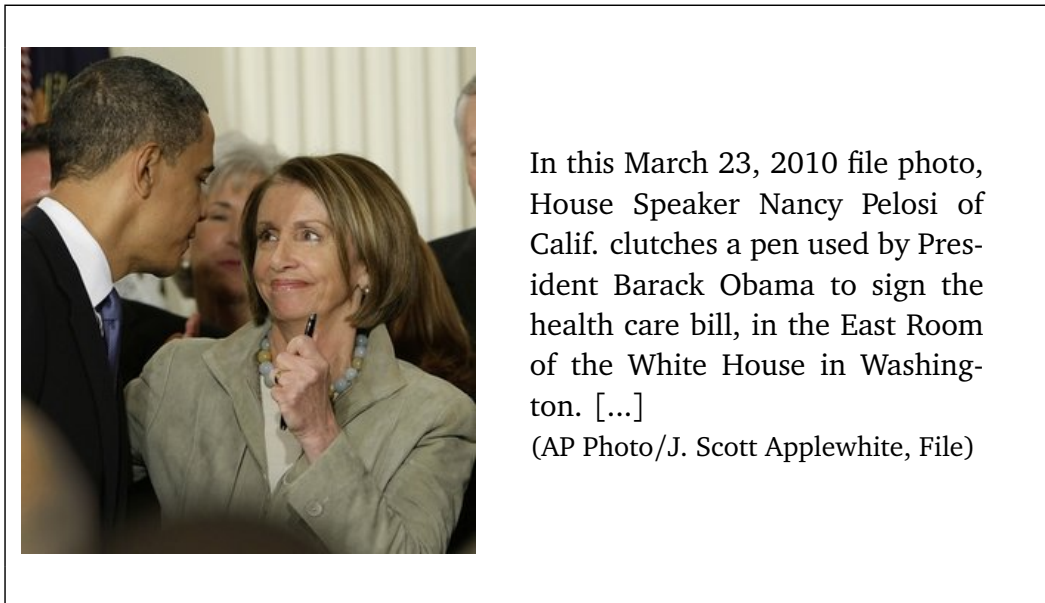 In this March 23, 2010 file photo,
House Speaker Nancy Pelosi of
Calif. clutches a pen used by Pres-
ident Barack Obama to sign the
health care bill, in the East Room
of the White House in Washing-
ton. [...]
(AP Photo/J. Scott Applewhite, File)